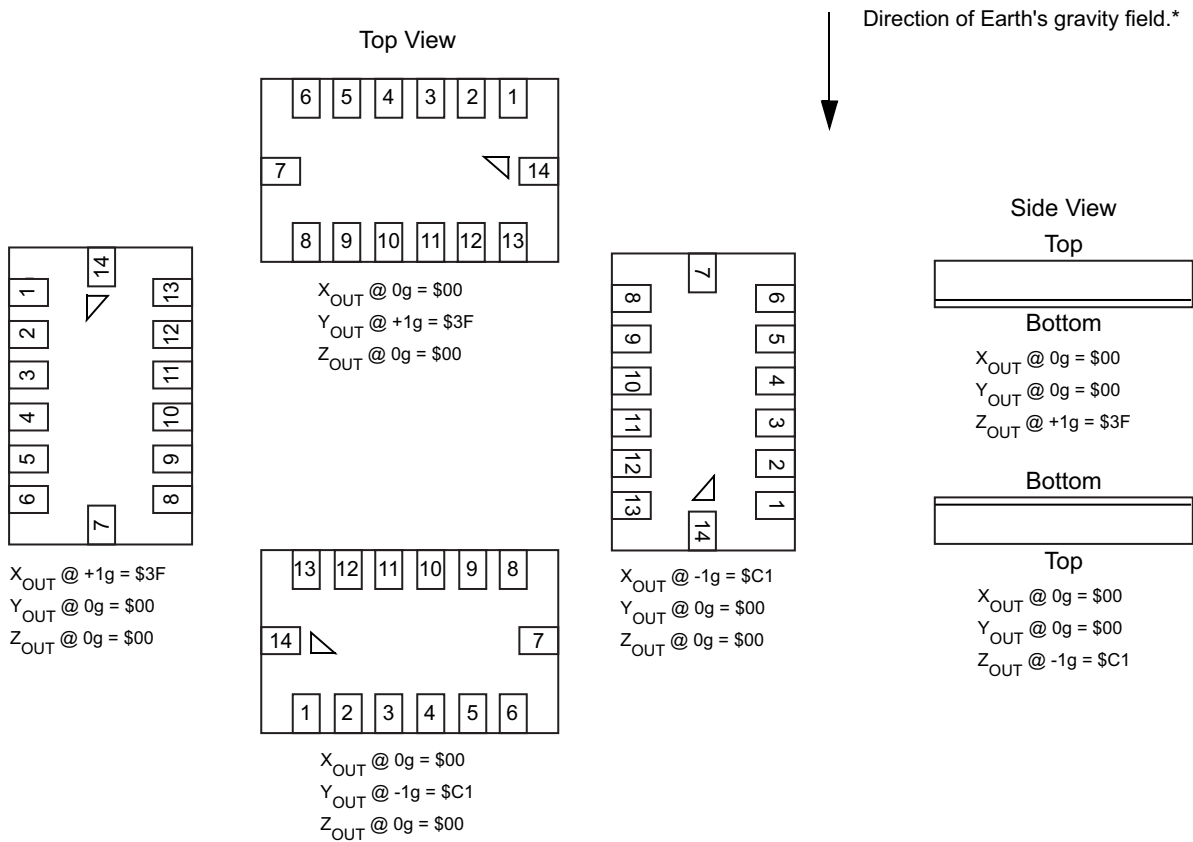 Direction of Earth's gravity field.*
Top View
6 5 4 3 2 1
7 14
8 9 10 11 12 13
X_OUT @ 0g = $00
Y_OUT @ +1g = $3F
Z_OUT @ 0g = $00
14
1 13
2 12
3 11
4 10
5 9
6 8
7
X_OUT @ +1g = $3F
Y_OUT @ 0g = $00
Z_OUT @ 0g = $00
13 12 11 10 9 8
14 7
1 2 3 4 5 6
X_OUT @ 0g = $00
Y_OUT @ -1g = $C1
Z_OUT @ 0g = $00
7
8 6
9 5
10 4
11 3
12 2
13 1
14
X_OUT @ -1g = $C1
Y_OUT @ 0g = $00
Z_OUT @ 0g = $00
Side View
Top
Bottom
X_OUT @ 0g = $00
Y_OUT @ 0g = $00
Z_OUT @ +1g = $3F
Bottom
Top
X_OUT @ 0g = $00
Y_OUT @ 0g = $00
Z_OUT @ -1g = $C1